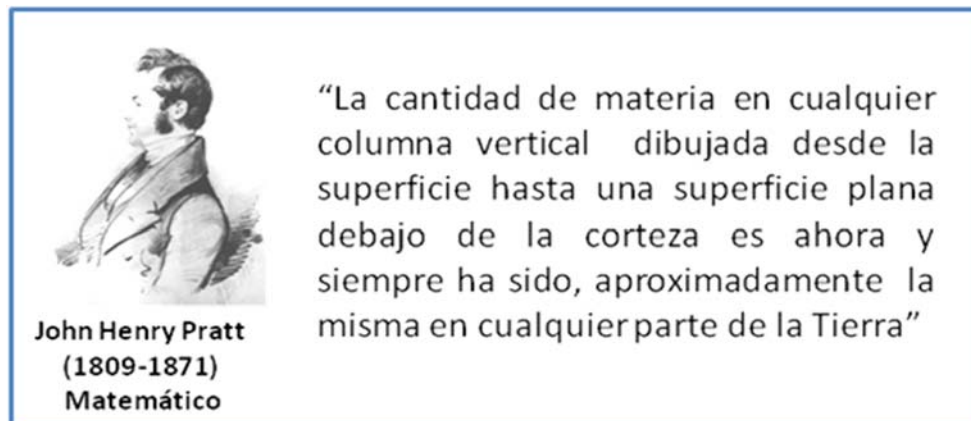 “La cantidad de materia en cualquier
columna vertical dibujada desde la
superficie hasta una superficie plana
debajo de la corteza es ahora y
siempre ha sido, aproximadamente la
misma en cualquier parte de la Tierra”
John Henry Pratt
(1809-1871)
Matemático